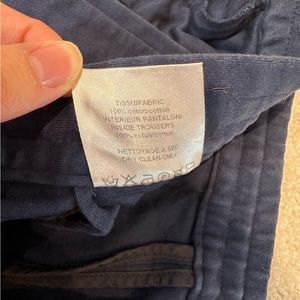 TISSU/FABRIC
100% coton/cotton
INTERIEUR PANTALON/
INSIDE TROUSERS
100% coton/cotton
NETTOYAGE A SEC
DRY CLEAN ONLY